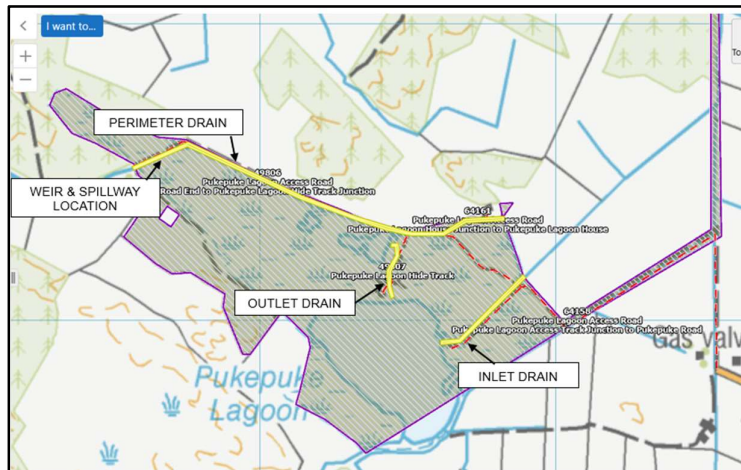 I want to...
To
PERIMETER DRAIN
49806
Pukepuke Lagoon Access Road
Road End to Pukepuke Lagoon Hide Track Junction
WEIR & SPILLWAY
LOCATION
64161
Pukepuke Lagoon Access Road
Pukepuke Lagoon House Junction to Pukepuke Lagoon House
Pukepuke Lagoon Hide Track
OUTLET DRAIN
64158
Pukepuke Lagoon Access Road
Pukepuke Lagoon Access Track Junction to Pukepuke Road
Gas Valv
INLET DRAIN
Pukepuke
Lagoon